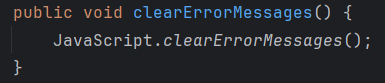 public void clearErrorMessages() {
    JavaScript.clearErrorMessages();
}